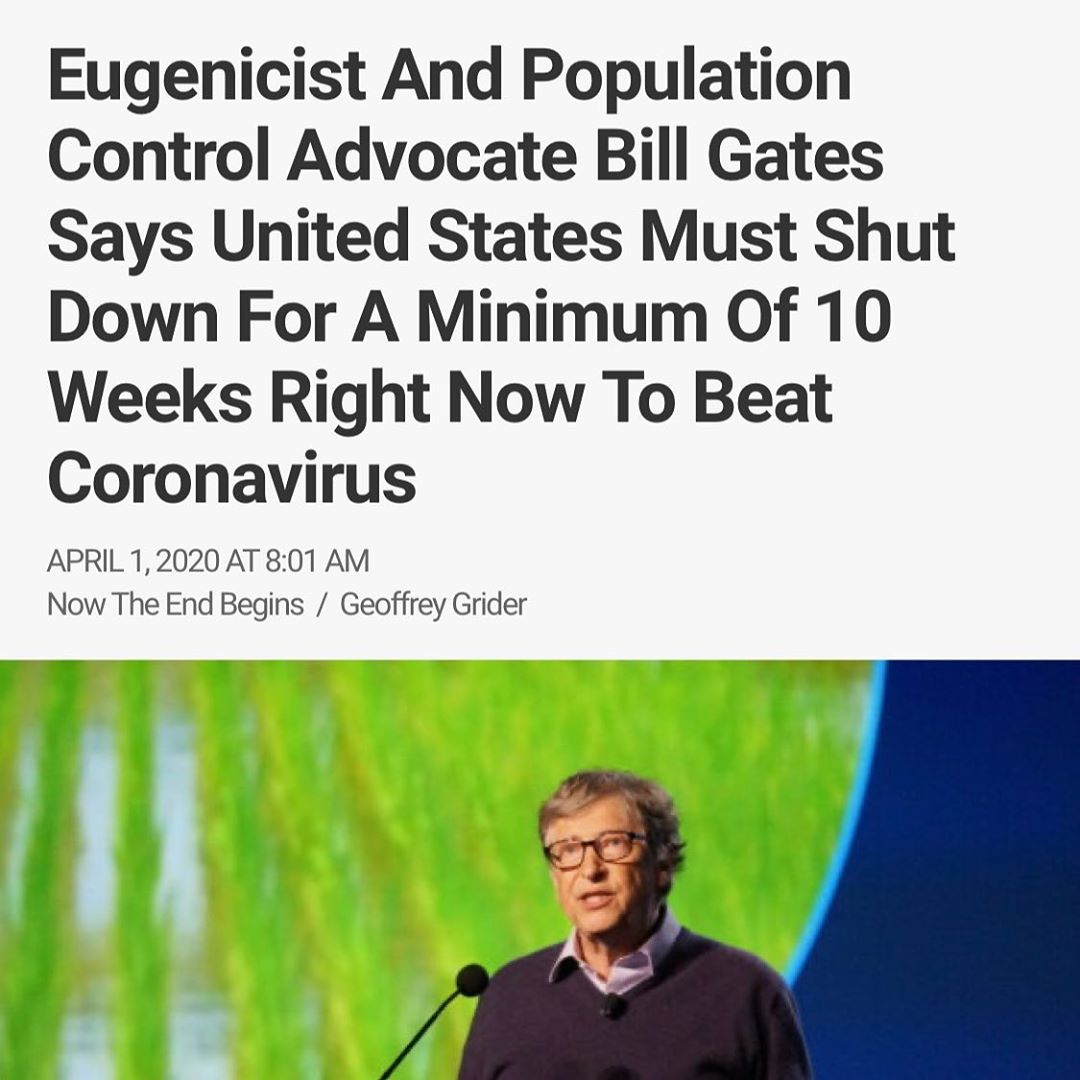 Eugenicist And Population
Control Advocate Bill Gates
Says United States Must Shut
Down For A Minimum Of 10
Weeks Right Now To Beat
Coronavirus
APRIL 1, 2020 AT 8:01 AM
Now The End Begins / Geoffrey Grider